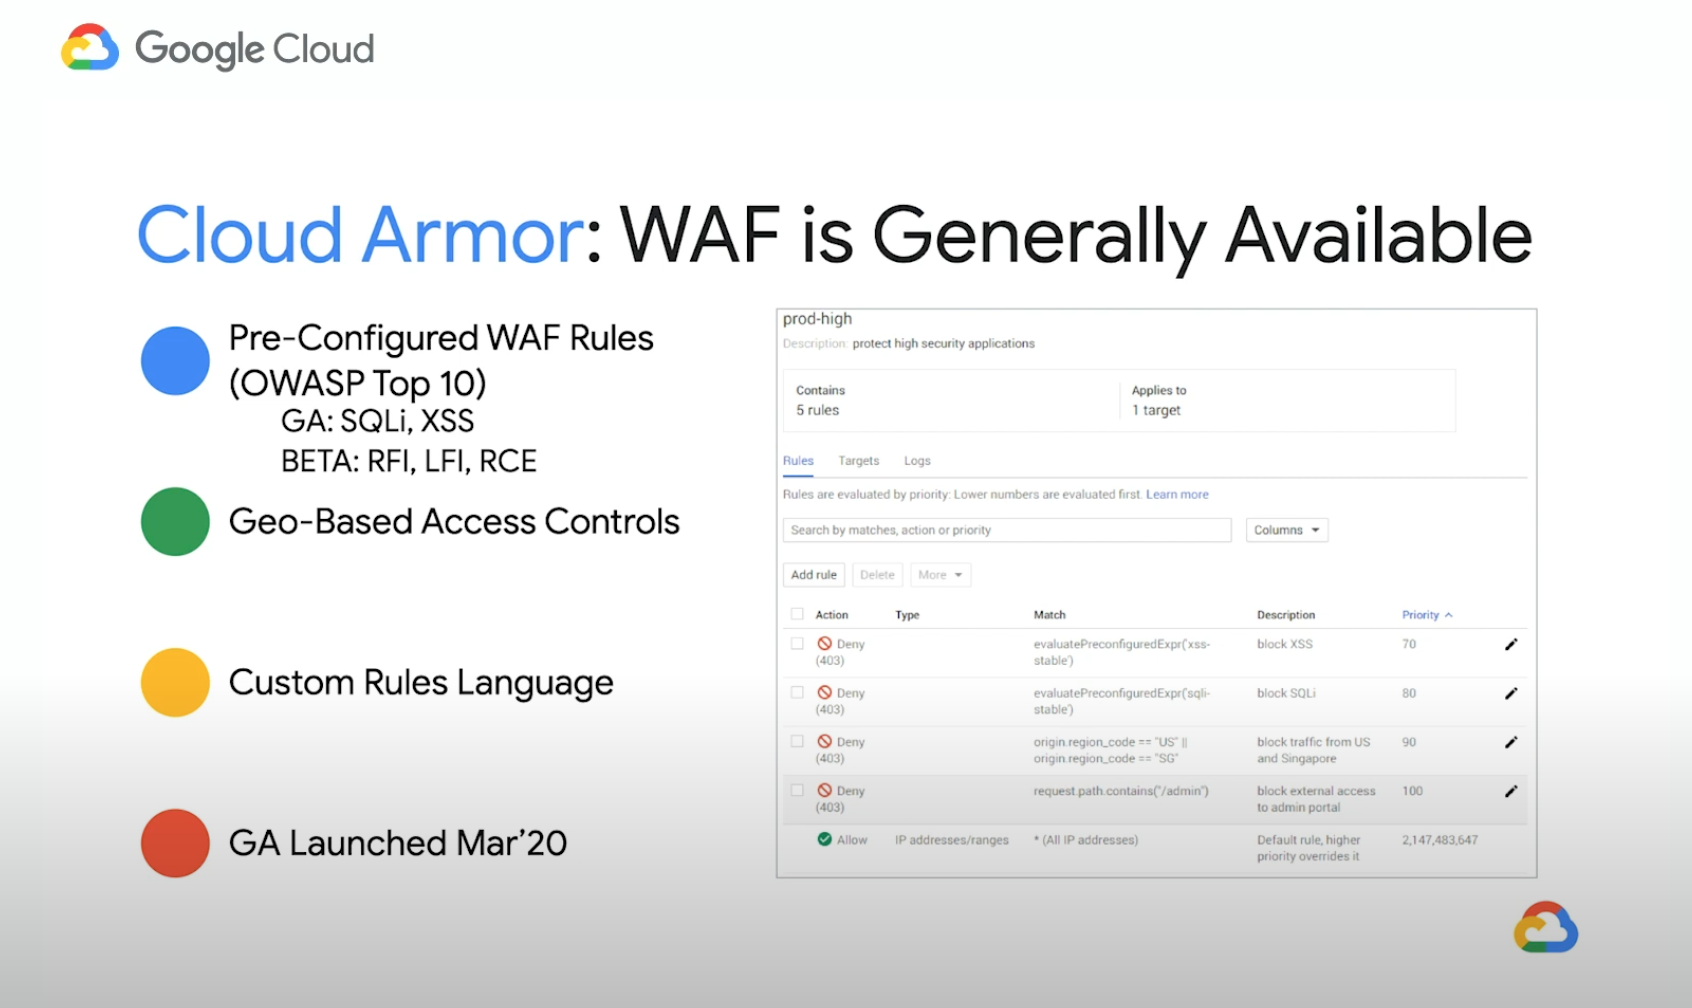 Google Cloud
Cloud Armor: WAF is Generally Available
Pre-Configured WAF Rules
(OWASP Top 10)
GA: SQLi, XSS
BETA: RFI, LFI, RCE
Geo-Based Access Controls
Custom Rules Language
GA Launched Mar’20
prod-high
Description: protect high security applications
Contains
5 rules
Applies to
1 target
Rules Targets Logs
Rules are evaluated by priority: Lower numbers are evaluated first. Learn more
Search by matches, action or priority
Columns
Add rule Delete More
Action Type Match Description Priority
Deny evaluatePreconfiguredExpr('xss- block XSS 70
(403) stable')
Deny evaluatePreconfiguredExpr('sqli- block SQLi 80
(403) stable')
Deny origin.region_code == "US" || block traffic from US 90
(403) origin.region_code == "SG" and Singapore
Deny request.path.contains("/admin") block external access 100
(403) to admin portal
Allow IP addresses/ranges * (All IP addresses) Default rule, higher 2,147,483,647
priority overrides it